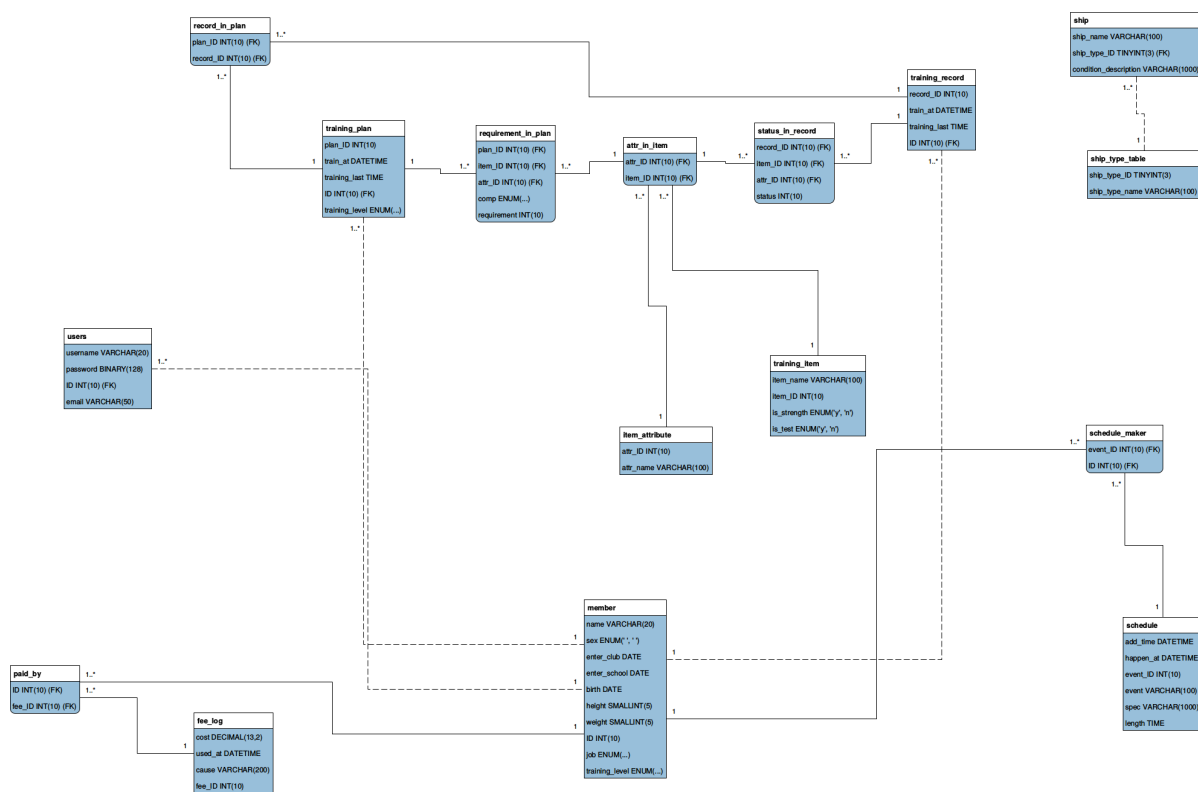 record_in_plan
plan_ID INT(10) (FK)
record_ID INT(10) (FK)
1..*
1..*
ship
ship_name VARCHAR(100)
ship_type_ID TINYINT(3) (FK)
condition_description VARCHAR(1000)
1..*
1
ship_type_table
ship_type_ID TINYINT(3)
ship_type_name VARCHAR(100)
training_record
record_ID INT(10)
train_at DATETIME
training_last TIME
ID INT(10) (FK)
1
1
1..*
training_plan
plan_ID INT(10)
train_at DATETIME
training_last TIME
ID INT(10) (FK)
training_level ENUM(...)
1
1
1..*
requirement_in_plan
plan_ID INT(10) (FK)
item_ID INT(10) (FK)
attr_ID INT(10) (FK)
comp ENUM(...)
requirement INT(10)
1..*
1..*
attr_in_item
attr_ID INT(10) (FK)
item_ID INT(10) (FK)
1
1
1..*
1..*
status_in_record
record_ID INT(10) (FK)
item_ID INT(10) (FK)
attr_ID INT(10) (FK)
status INT(10)
1..*
1..*
users
username VARCHAR(20)
password BINARY(128)
ID INT(10) (FK)
email VARCHAR(50)
1..*
1
training_item
item_name VARCHAR(100)
item_ID INT(10)
is_strength ENUM('y', 'n')
is_test ENUM('y', 'n')
1
item_attribute
attr_ID INT(10)
attr_name VARCHAR(100)
schedule_maker
event_ID INT(10) (FK)
ID INT(10) (FK)
1..*
1..*
1
schedule
add_time DATETIME
happen_at DATETIME
event_ID INT(10)
event VARCHAR(100)
spec VARCHAR(1000)
length TIME
member
name VARCHAR(20)
sex ENUM(' ', ' ')
enter_club DATE
enter_school DATE
birth DATE
height SMALLINT(5)
weight SMALLINT(5)
ID INT(10)
job ENUM(...)
training_level ENUM(...)
1
1
1
1
1
paid_by
ID INT(10) (FK)
fee_ID INT(10) (FK)
1..*
1..*
1
fee_log
cost DECIMAL(13,2)
used_at DATETIME
cause VARCHAR(200)
fee_ID INT(10)